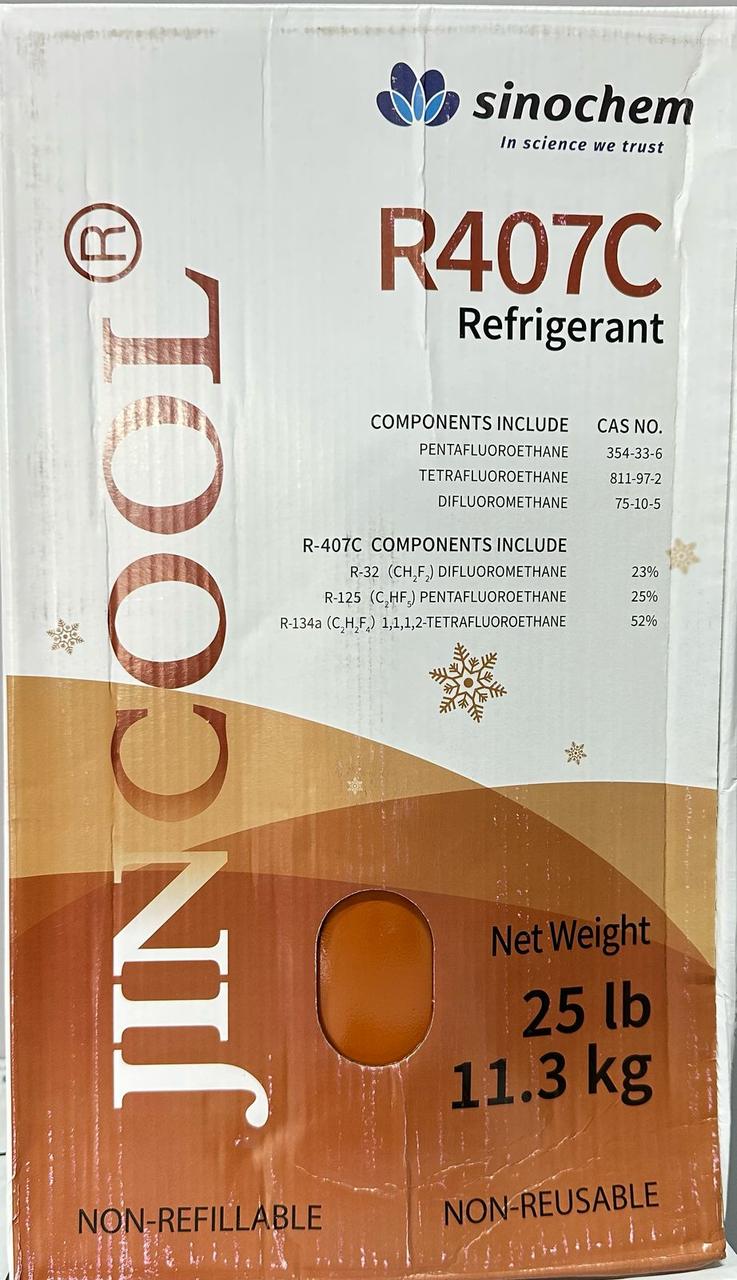 sinochem
In science we trust
R407C
Refrigerant
JINCOOL®
COMPONENTS INCLUDE CAS NO.
PENTAFLUOROETHANE 354-33-6
TETRAFLUOROETHANE 811-97-2
DIFLUOROMETHANE 75-10-5
R-407C COMPONENTS INCLUDE
R-32 (CH₂F₂) DIFLUOROMETHANE 23%
R-125 (C₂HF₅) PENTAFLUOROETHANE 25%
R-134a (C₂H₂F₄) 1,1,1,2-TETRAFLUOROETHANE 52%
Net Weight
25 lb
11.3 kg
NON-REFILLABLE NON-REUSABLE